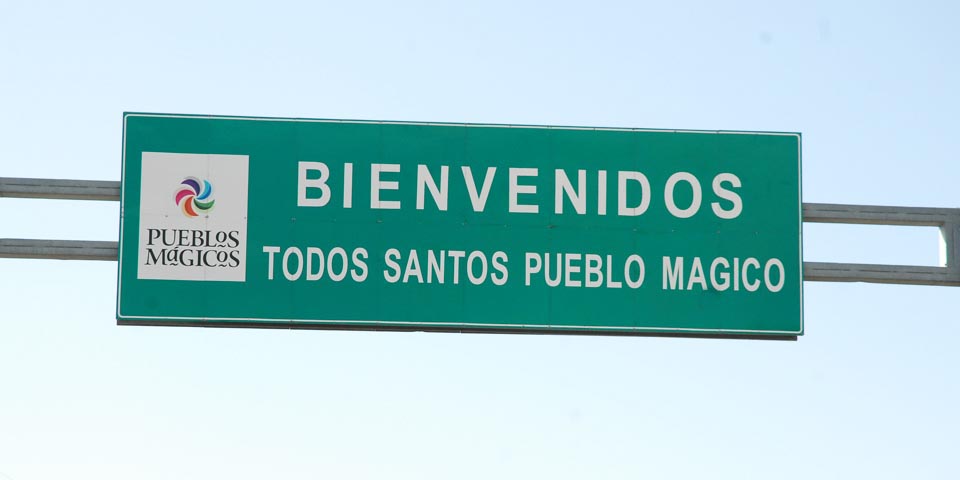 BIENVENIDOS
TODOS SANTOS PUEBLO MAGICO
PUEBLOS
MáGICOS